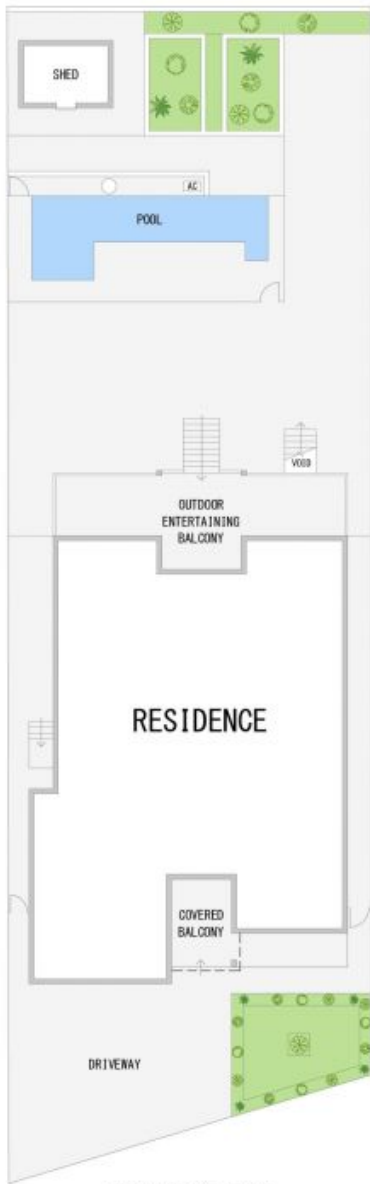 SHED
AC
POOL
VOID
OUTDOOR
ENTERTAINING
BALCONY
RESIDENCE
COVERED
BALCONY
DRIVEWAY